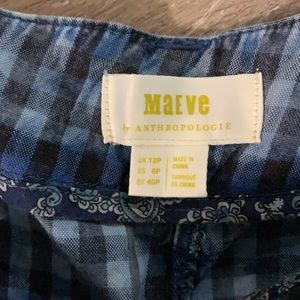 MAEVE
by ANTHROPOLOGIE
UK 12P
US 8P
EU 40P
MADE IN
CHINA
FABRIQUÉ
EN CHINE